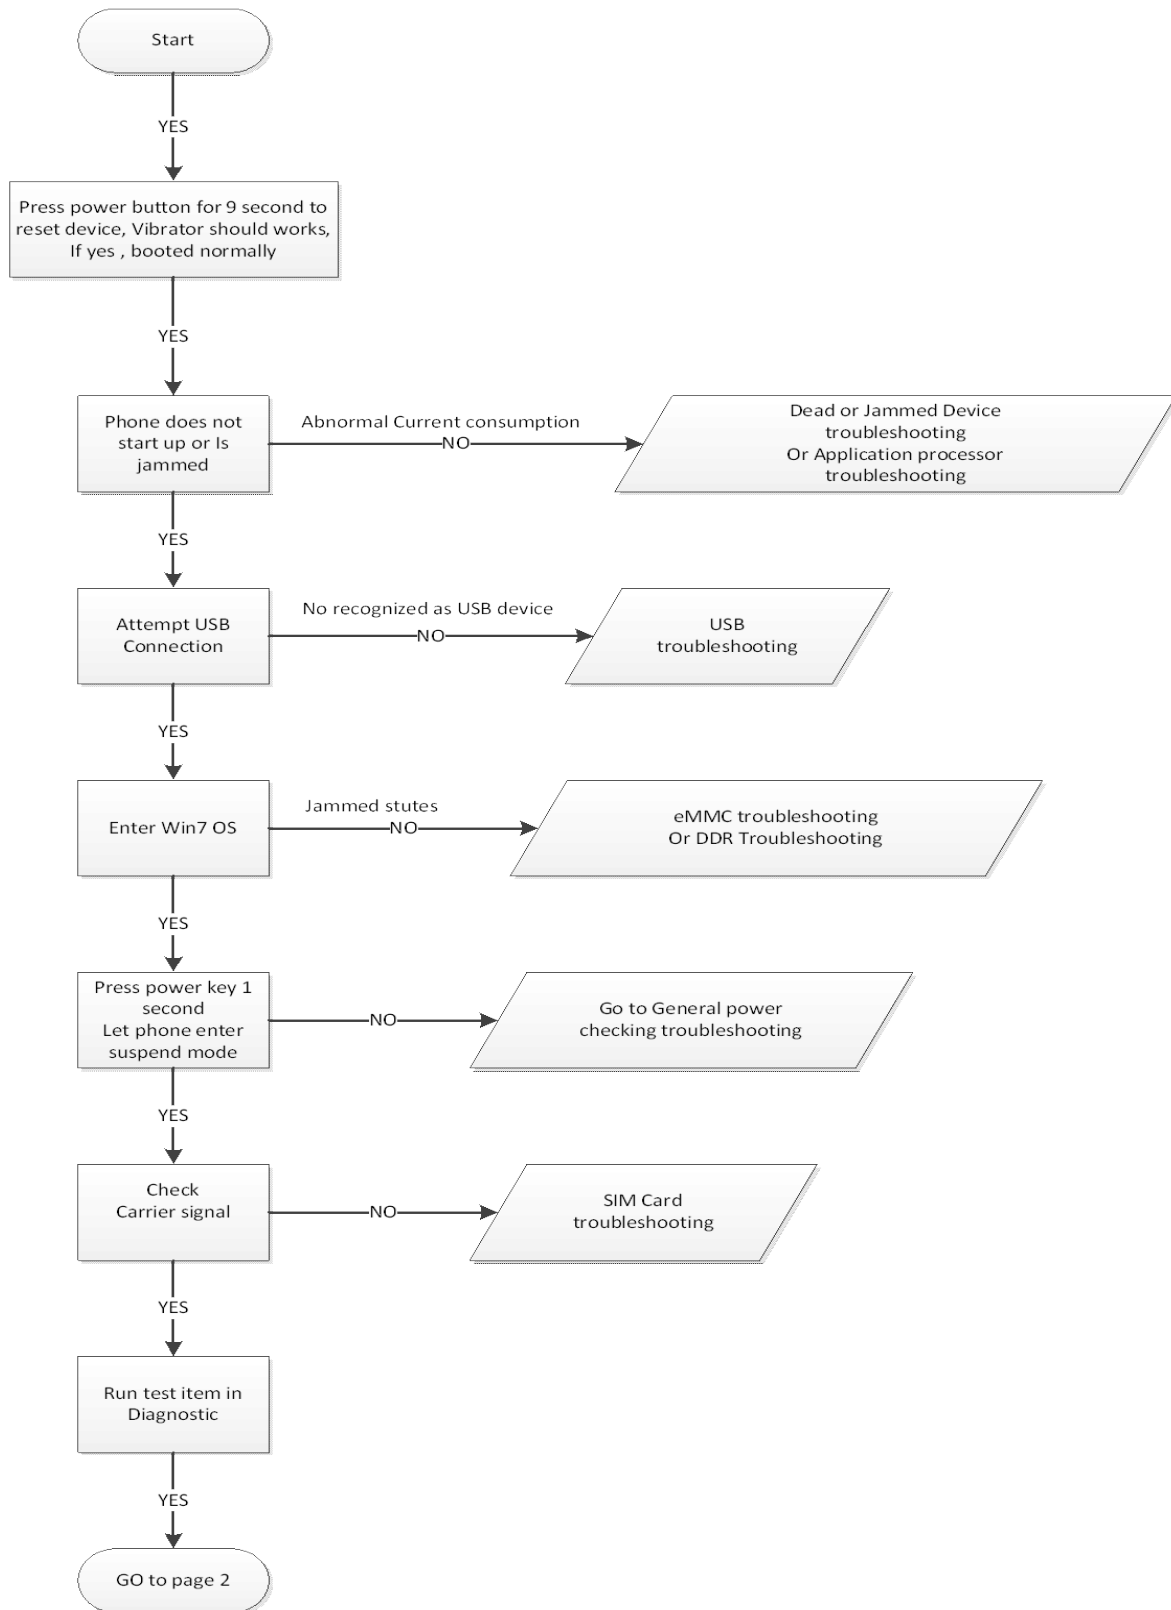 Start
YES
Press power button for 9 second to
reset device, Vibrator should works,
If yes , booted normally
YES
Phone does not
start up or Is
jammed
Abnormal Current consumption
NO
Dead or Jammed Device
troubleshooting
Or Application processor
troubleshooting
YES
Attempt USB
Connection
No recognized as USB device
NO
USB
troubleshooting
YES
Enter Win7 OS
Jammed stutes
NO
eMMC troubleshooting
Or DDR Troubleshooting
YES
Press power key 1
second
Let phone enter
suspend mode
NO
Go to General power
checking troubleshooting
YES
Check
Carrier signal
NO
SIM Card
troubleshooting
YES
Run test item in
Diagnostic
YES
GO to page 2